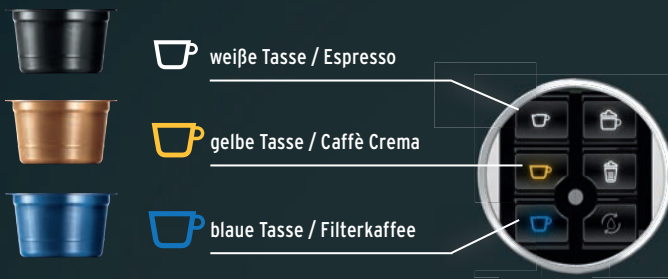 weiße Tasse / Espresso
gelbe Tasse / Caffè Crema
blaue Tasse / Filterkaffee